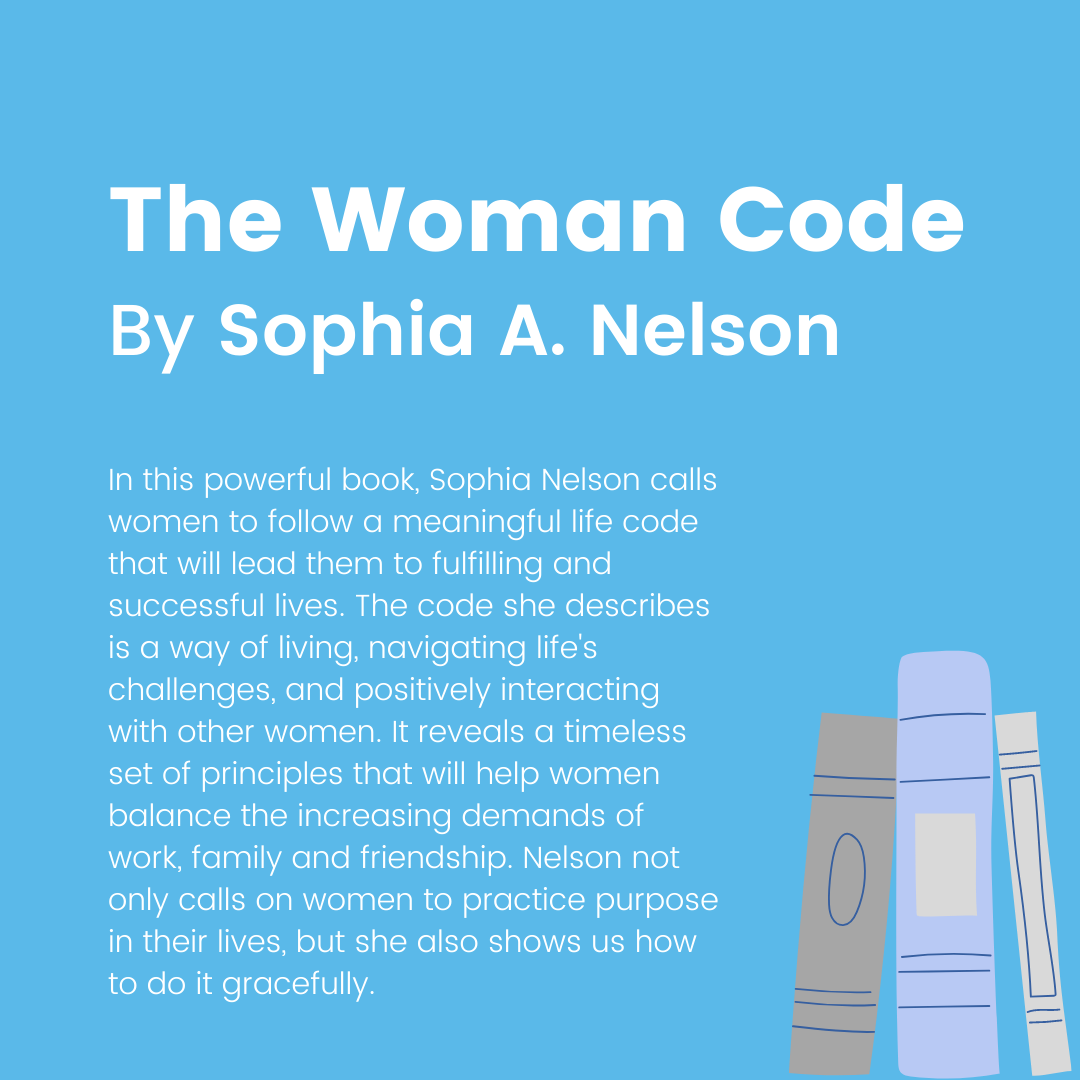 The Woman Code
By Sophia A. Nelson
In this powerful book, Sophia Nelson calls
women to follow a meaningful life code
that will lead them to fulfilling and
successful lives. The code she describes
is a way of living, navigating life's
challenges, and positively interacting
with other women. It reveals a timeless
set of principles that will help women
balance the increasing demands of
work, family and friendship. Nelson not
only calls on women to practice purpose
in their lives, but she also shows us how
to do it gracefully.